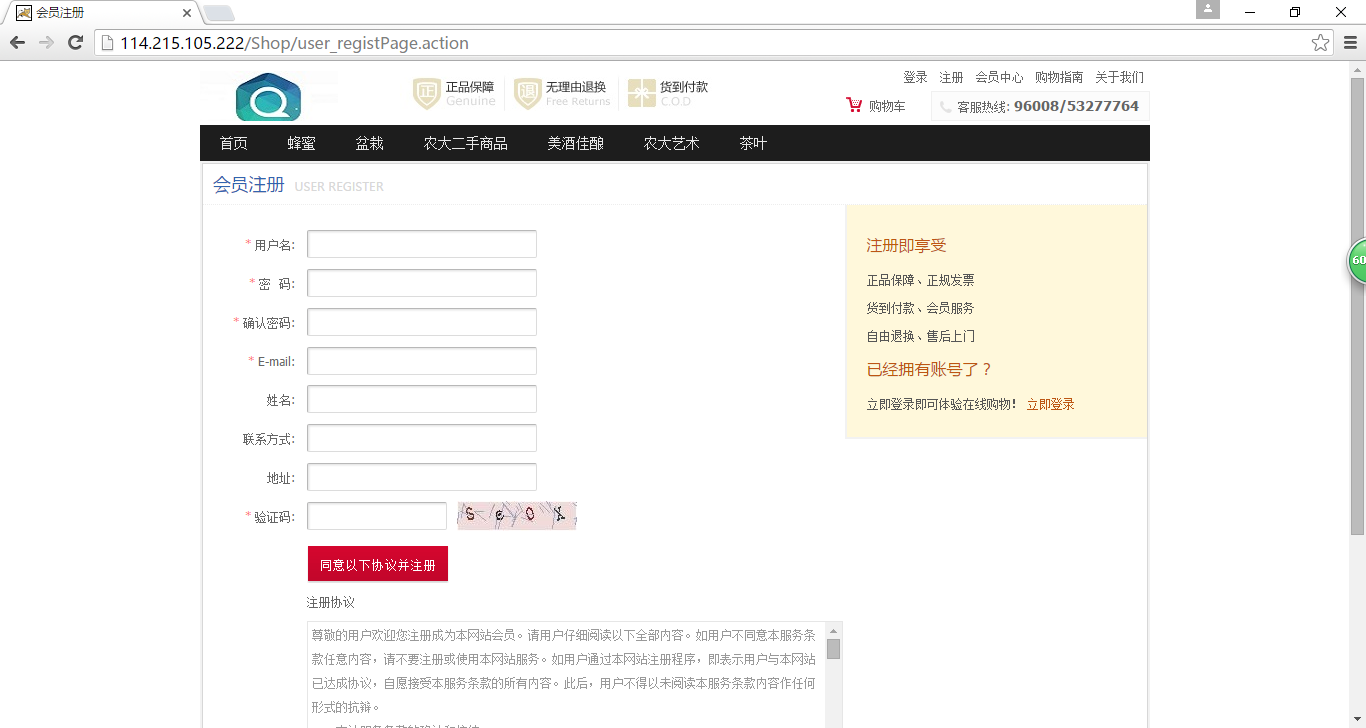 会员注册
114.215.105.222/Shop/user_registPage.action
正 正品保障 Genuine
退 无理由退换 Free Returns
货到付款 C.O.D
登录 注册 会员中心 购物指南 关于我们
购物车 客服热线: 96008/53277764
首页 蜂蜜 盆栽 农大二手商品 美酒佳酿 农大艺术 茶叶
会员注册 USER REGISTER
* 用户名:
* 密 码:
* 确认密码:
* E-mail:
姓名:
联系方式:
地址:
* 验证码:
同意以下协议并注册
注册协议
尊敬的用户欢迎您注册成为本网站会员。请用户仔细阅读以下全部内容。如用户不同意本服务条
款任意内容，请不要注册或使用本网站服务。如用户通过本网站注册程序，即表示用户与本网站
已达成协议，自愿接受本服务条款的所有内容。此后，用户不得以未阅读本服务条款内容作任何
形式的抗辩。
注册即享受
正品保障、正规发票
货到付款、会员服务
自由退换、售后上门
已经拥有账号了？
立即登录即可体验在线购物！ 立即登录
60